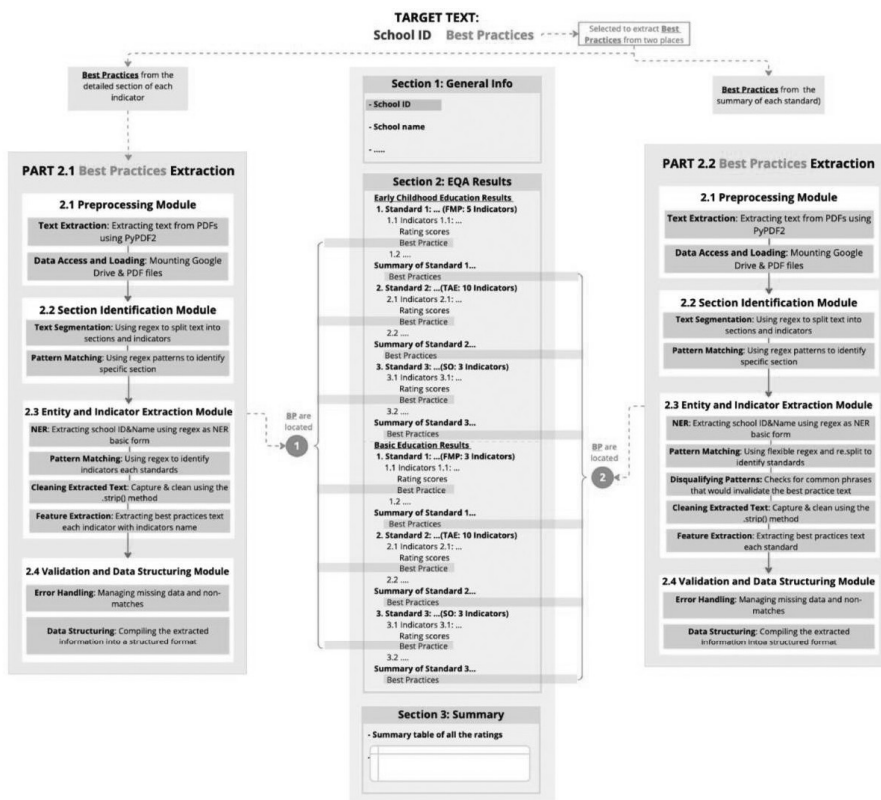 TARGET TEXT:
School ID Best Practices
Selected to extract Best
Practices from two places
Best Practices from the
detailed section of each
indicator
Best Practices from the
summary of each standard)
PART 2.1 Best Practices Extraction
2.1 Preprocessing Module
Text Extraction: Extracting text from PDFs
using PyPDF2
Data Access and Loading: Mounting Google
Drive & PDF files
2.2 Section Identification Module
Text Segmentation: Using regex to split text into
sections and indicators
Pattern Matching: Using regex patterns to identify
specific section
2.3 Entity and Indicator Extraction Module
NER: Extracting school ID&Name using regex as NER
basic form
Pattern Matching: Using regex to identify
indicators each standards
Cleaning Extracted Text: Capture & clean using the
.strip() method
Feature Extraction: Extracting best practices text
each indicator with indicators name
2.4 Validation and Data Structuring Module
Error Handling: Managing missing data and non-
matches
Data Structuring: Compiling the extracted
information into a structured format
BP are
located
1
Section 1: General Info
- School ID
- School name
- .....
Section 2: EQA Results
Early Childhood Education Results
1. Standard 1: ... (FMP: 5 Indicators)
1.1 Indicators 1.1: ...
Rating scores
Best Practice
1.2 ....
Summary of Standard 1...
Best Practices
2. Standard 2: ...(TAE: 10 Indicators)
2.1 Indicators 2.1: ...
Rating scores
Best Practice
2.2 ....
Summary of Standard 2...
Best Practices
3. Standard 3: ...(SO: 3 Indicators)
3.1 Indicators 3.1: ...
Rating scores
Best Practice
3.2 ....
Summary of Standard 3...
Best Practices
Basic Education Results
1. Standard 1: ...(FMP: 3 Indicators)
1.1 Indicators 1.1: ...
Rating scores
Best Practice
1.2 ....
Summary of Standard 1...
Best Practices
2. Standard 2: ...(TAE: 10 Indicators)
2.1 Indicators 2.1: ...
Rating scores
Best Practice
2.2 ....
Summary of Standard 2...
Best Practices
3. Standard 3: ...(SO: 3 Indicators)
3.1 Indicators 3.1: ...
Rating scores
Best Practice
3.2 ....
Summary of Standard 3...
Best Practices
Section 3: Summary
- Summary table of all the ratings
-
BP are
located
2
PART 2.2 Best Practices Extraction
2.1 Preprocessing Module
Text Extraction: Extracting text from PDFs using
PyPDF2
Data Access and Loading: Mounting Google
Drive & PDF files
2.2 Section Identification Module
Text Segmentation: Using regex to split text into
sections and indicators
Pattern Matching: Using regex patterns to identify
specific section
2.3 Entity and Indicator Extraction Module
NER: Extracting school ID&Name using regex as NER
basic form
Pattern Matching: Using flexible regex and re.split
to identify standards
Disqualifying Patterns: Checks for common phrases
that would invalidate the best practice text
Cleaning Extracted Text: Capture & clean using the
.strip() method
Feature Extraction: Extracting best practices text
each standard
2.4 Validation and Data Structuring Module
Error Handling: Managing missing data and non-
matches
Data Structuring: Compiling the extracted
information intoa structured format